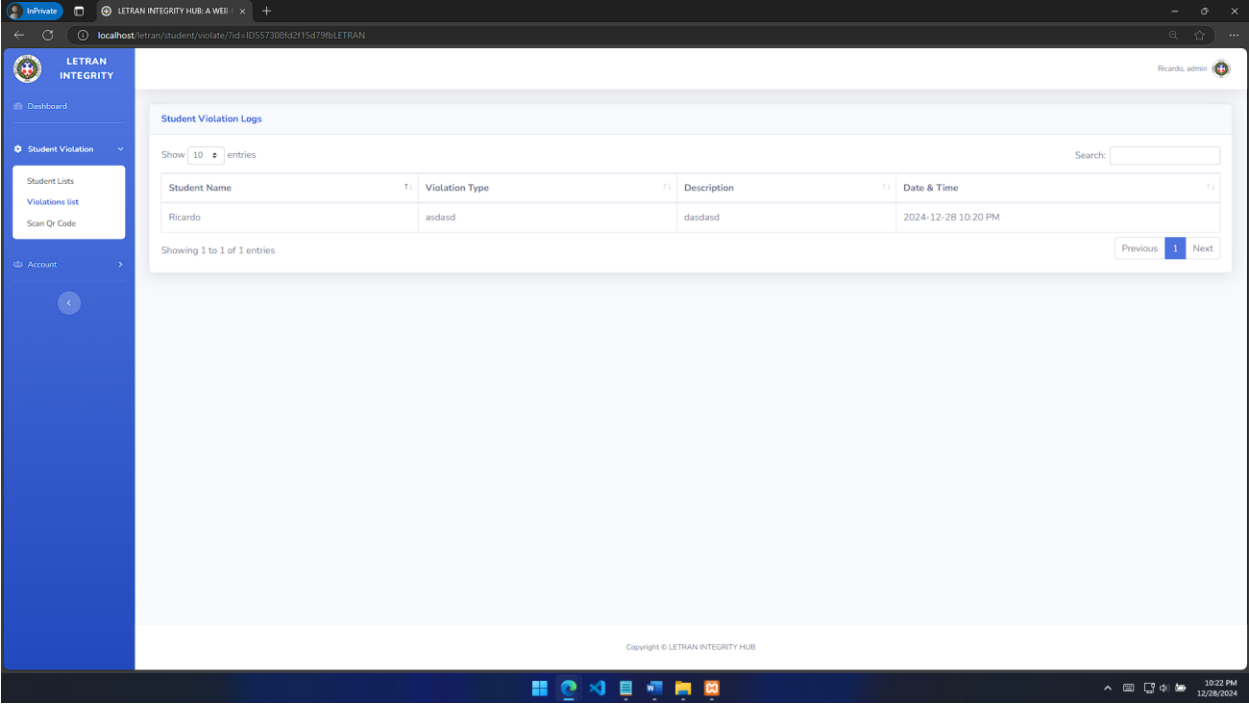 InPrivate
LETRAN INTEGRITY HUB: A WEB-
localhost/letran/student/violate/?id=ID557308fd2f15d79fbLETRAN
LETRAN
INTEGRITY
Ricardo, admin
Dashboard
Student Violation Logs
Student Violation
Show 10 entries
Search:
Student Lists
Student Name Violation Type Description Date & Time
Violations list
Ricardo asdasd dasdasd 2024-12-28 10:20 PM
Scan Qr Code
Showing 1 to 1 of 1 entries
Previous 1 Next
Account
Copyright © LETRAN INTEGRITY HUB
10:22 PM
12/28/2024